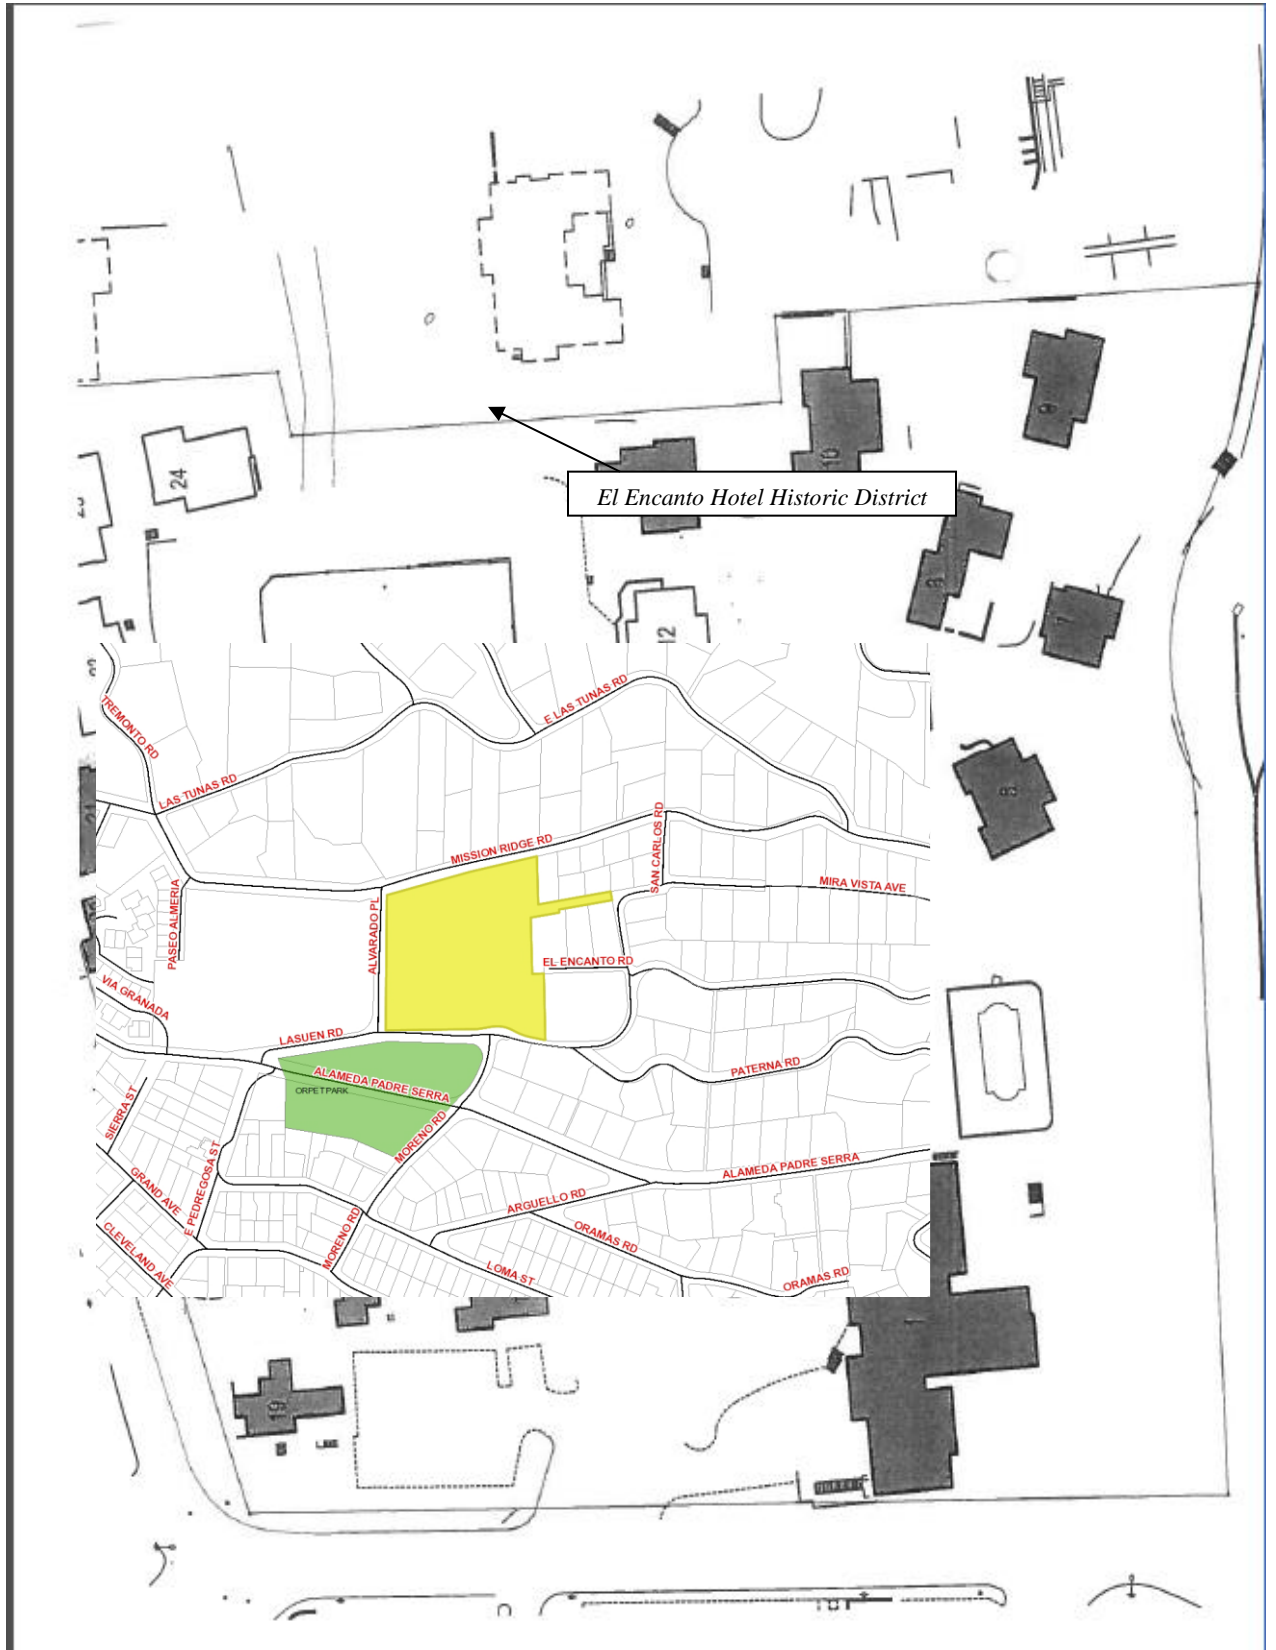 9
10
24
El Encanto Hotel Historic District
8
7
12
E LAS TUNAS RD
TREMONTO RD
LAS TUNAS RD
MISSION RIDGE RD
SAN CARLOS RD
MIRA VISTA AVE
PASEO ALMERIA
ALVARADO PL
EL ENCANTO RD
VIA GRANADA
LASUEN RD
PATERNA RD
ALAMEDA PADRE SERRA
ORPET PARK
SIERRA ST
MORENO RD
ALAMEDA PADRE SERRA
E PEDREGOSA ST
GRAND AVE
ARGUELLO RD
ORAMAS RD
MORENO RD
CLEVELAND AVE
LOMA ST
ORAMAS RD
1
19